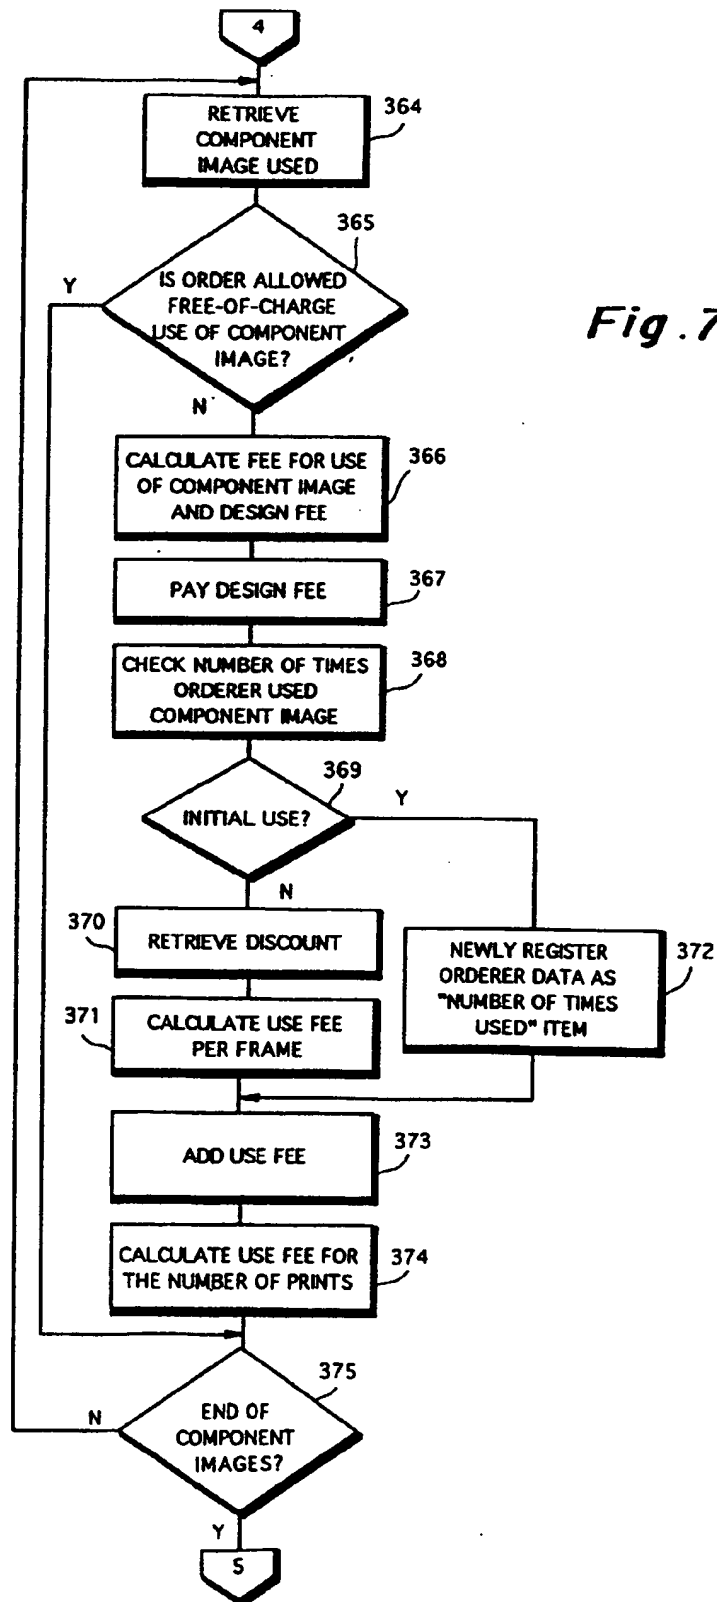 4
RETRIEVE
COMPONENT
IMAGE USED
364
365
Y
IS ORDER ALLOWED
FREE-OF-CHARGE
USE OF COMPONENT
IMAGE?
Fig. 7
N
CALCULATE FEE FOR USE
OF COMPONENT IMAGE
AND DESIGN FEE
366
PAY DESIGN FEE
367
CHECK NUMBER OF TIMES
ORDERER USED
COMPONENT IMAGE
368
369
INITIAL USE?
Y
N
370
RETRIEVE DISCOUNT
371
CALCULATE USE FEE
PER FRAME
NEWLY REGISTER
ORDERER DATA AS
"NUMBER OF TIMES
USED" ITEM
372
ADD USE FEE
373
CALCULATE USE FEE FOR
THE NUMBER OF PRINTS
374
375
N
END OF
COMPONENT
IMAGES?
Y
5